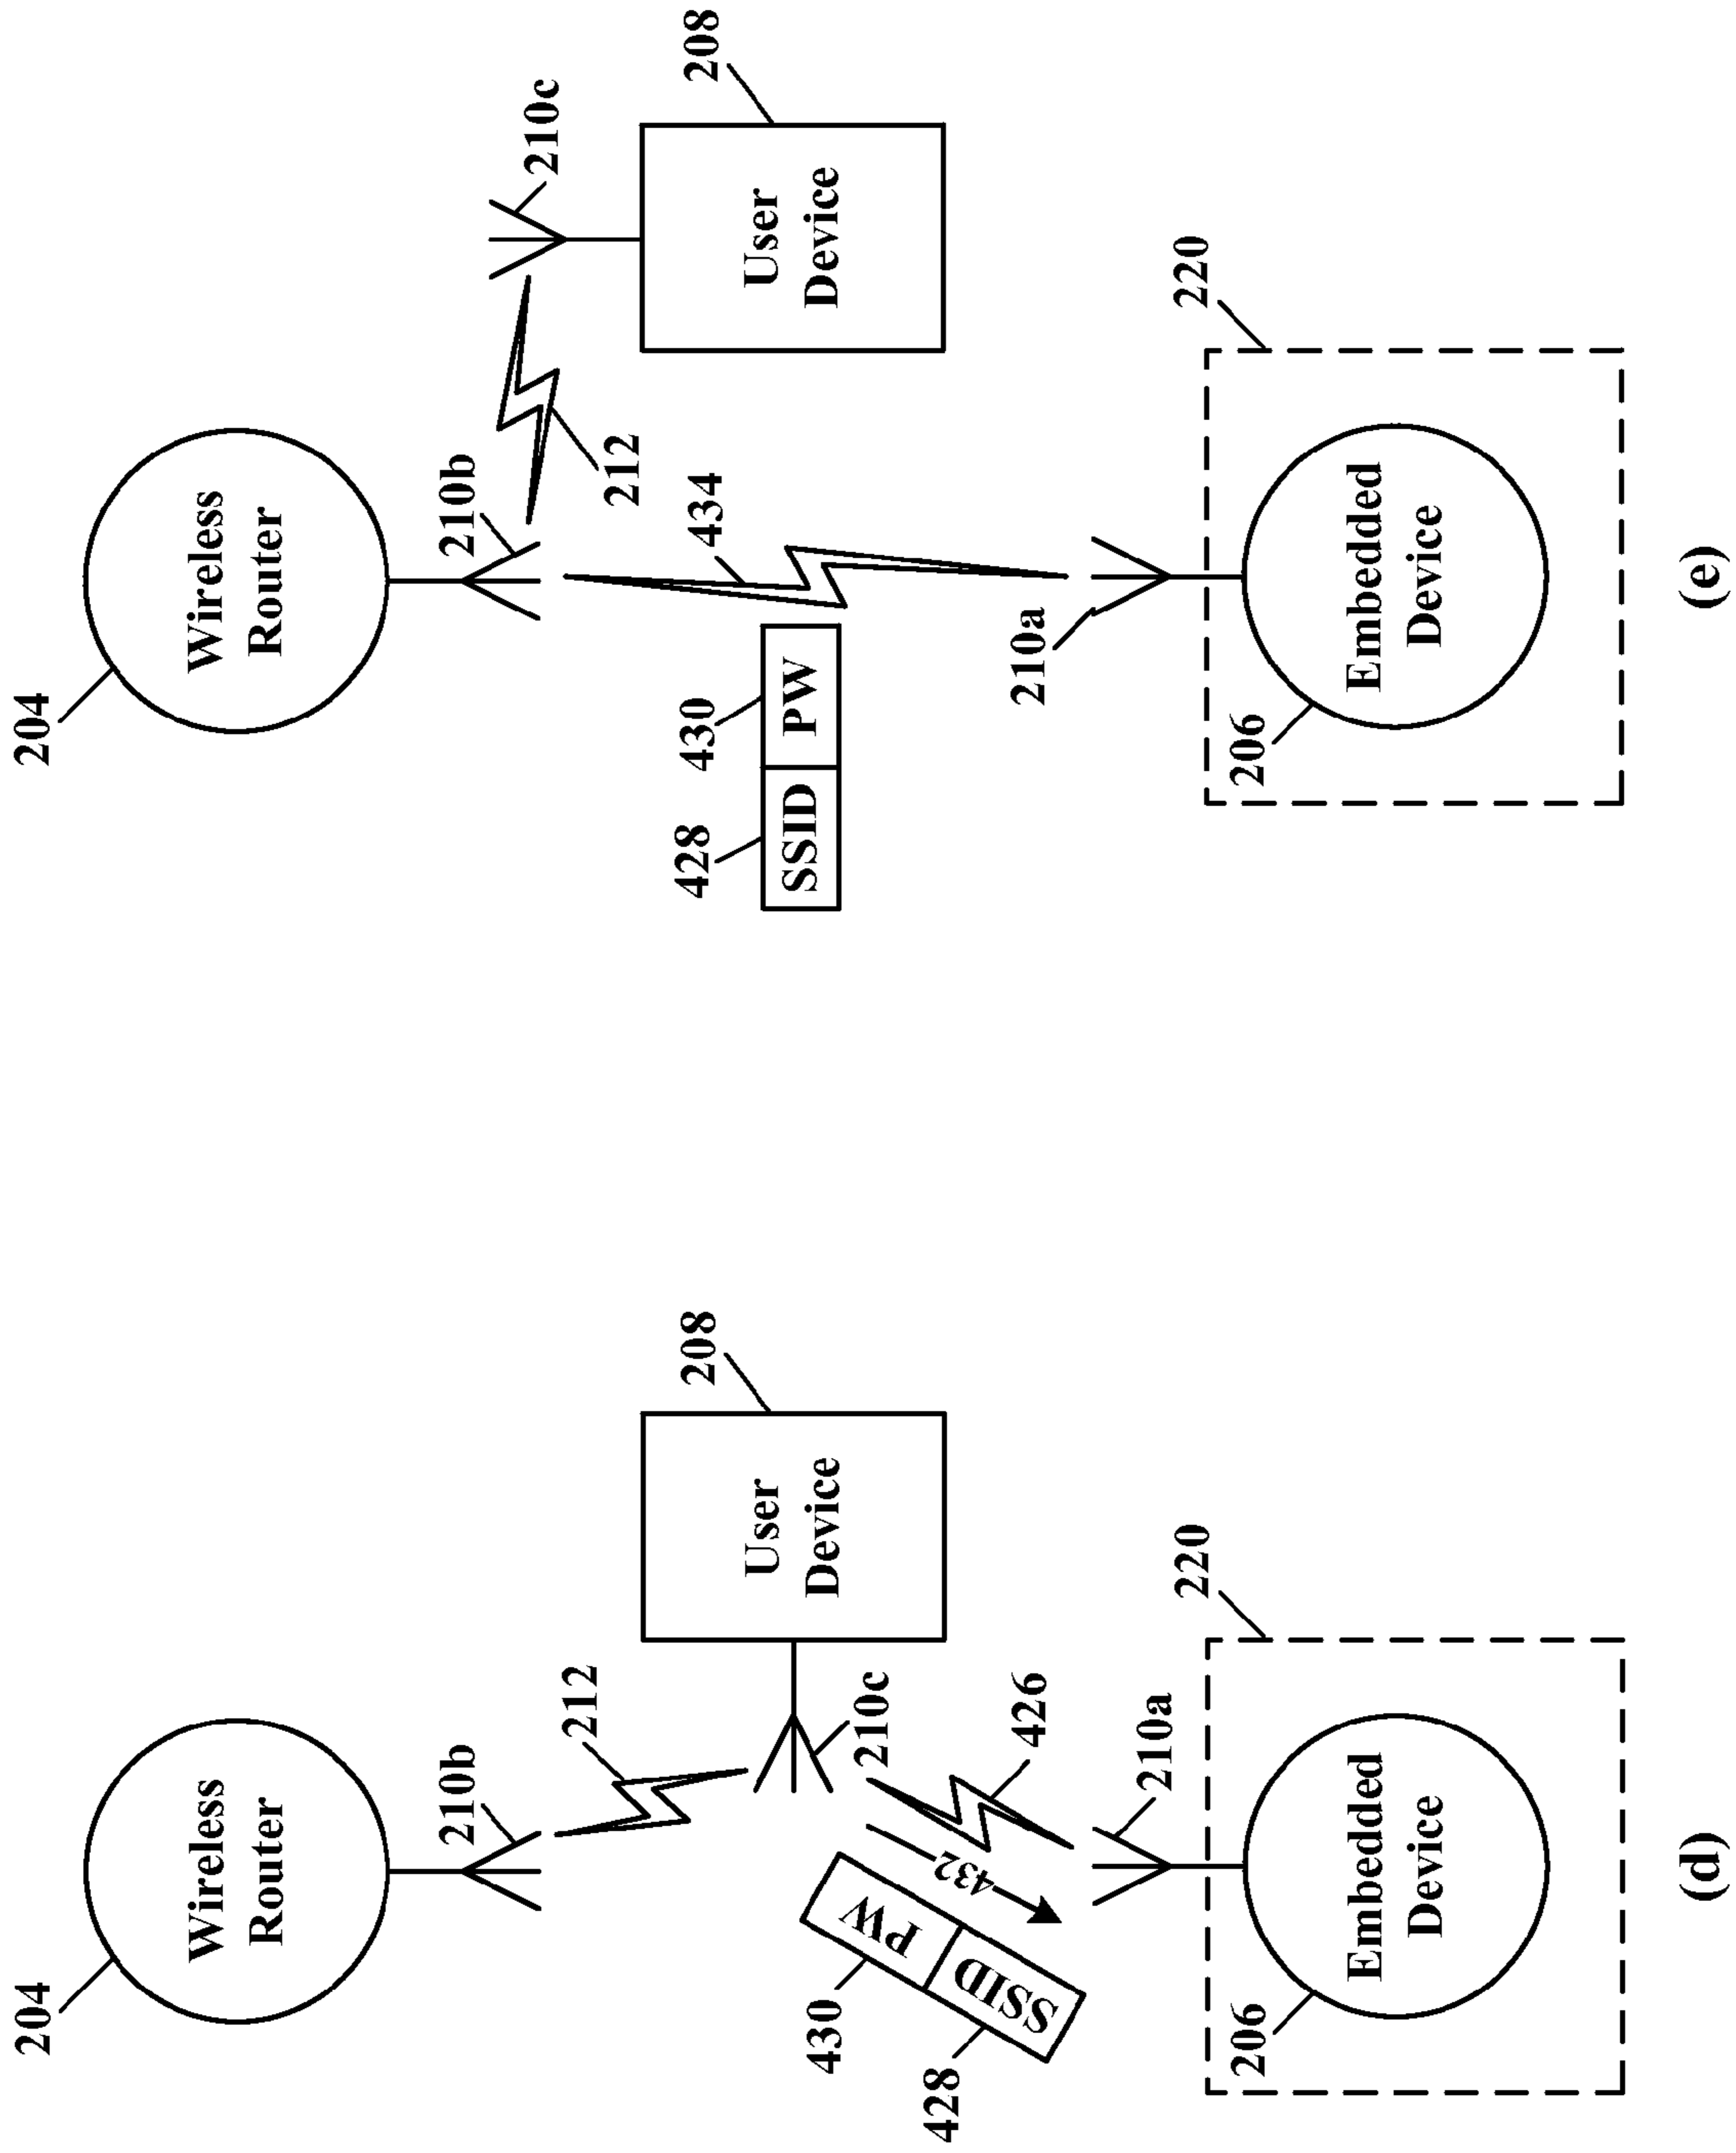 204
Wireless
Router
210b
212
208
User
Device
210c
426
432
PW
SSID
430
428
210a
220
206
Embedded
Device
(d)
204
Wireless
Router
210b
210c
212
208
User
Device
434
430
428
SSID
PW
210a
220
206
Embedded
Device
(e)